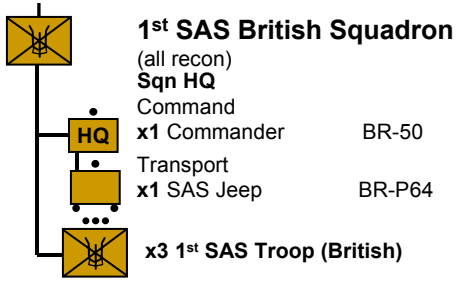 1st SAS British Squadron
(all recon)
Sqn HQ
Command
HQ
x1 Commander BR-50
Transport
x1 SAS Jeep BR-P64
x3 1st SAS Troop (British)